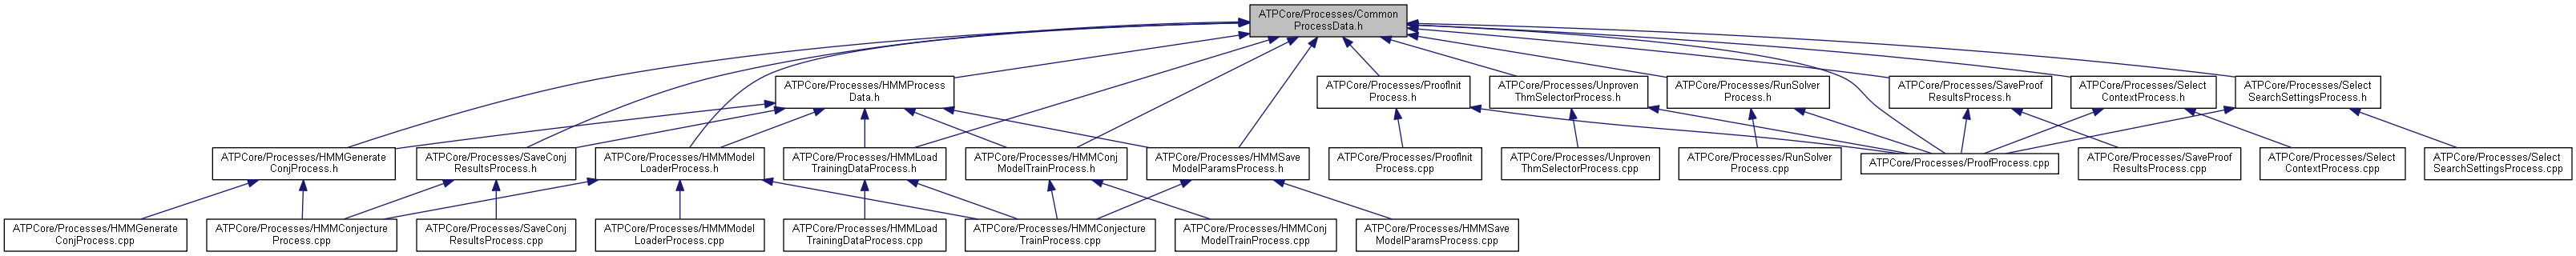 ATPCore/Processes/Common
ProcessData.h
ATPCore/Processes/HMMProcess
Data.h
ATPCore/Processes/ProofInit
Process.h
ATPCore/Processes/Unproven
ThmSelectorProcess.h
ATPCore/Processes/RunSolver
Process.h
ATPCore/Processes/SaveProof
ResultsProcess.h
ATPCore/Processes/Select
ContextProcess.h
ATPCore/Processes/Select
SearchSettingsProcess.h
ATPCore/Processes/HMMGenerate
ConjProcess.h
ATPCore/Processes/SaveConj
ResultsProcess.h
ATPCore/Processes/HMMModel
LoaderProcess.h
ATPCore/Processes/HMMLoad
TrainingDataProcess.h
ATPCore/Processes/HMMConj
ModelTrainProcess.h
ATPCore/Processes/HMMSave
ModelParamsProcess.h
ATPCore/Processes/ProofInit
Process.cpp
ATPCore/Processes/Unproven
ThmSelectorProcess.cpp
ATPCore/Processes/RunSolver
Process.cpp
ATPCore/Processes/ProofProcess.cpp
ATPCore/Processes/SaveProof
ResultsProcess.cpp
ATPCore/Processes/Select
ContextProcess.cpp
ATPCore/Processes/Select
SearchSettingsProcess.cpp
ATPCore/Processes/HMMGenerate
ConjProcess.cpp
ATPCore/Processes/HMMConjecture
Process.cpp
ATPCore/Processes/SaveConj
ResultsProcess.cpp
ATPCore/Processes/HMMModel
LoaderProcess.cpp
ATPCore/Processes/HMMLoad
TrainingDataProcess.cpp
ATPCore/Processes/HMMConjecture
TrainProcess.cpp
ATPCore/Processes/HMMConj
ModelTrainProcess.cpp
ATPCore/Processes/HMMSave
ModelParamsProcess.cpp